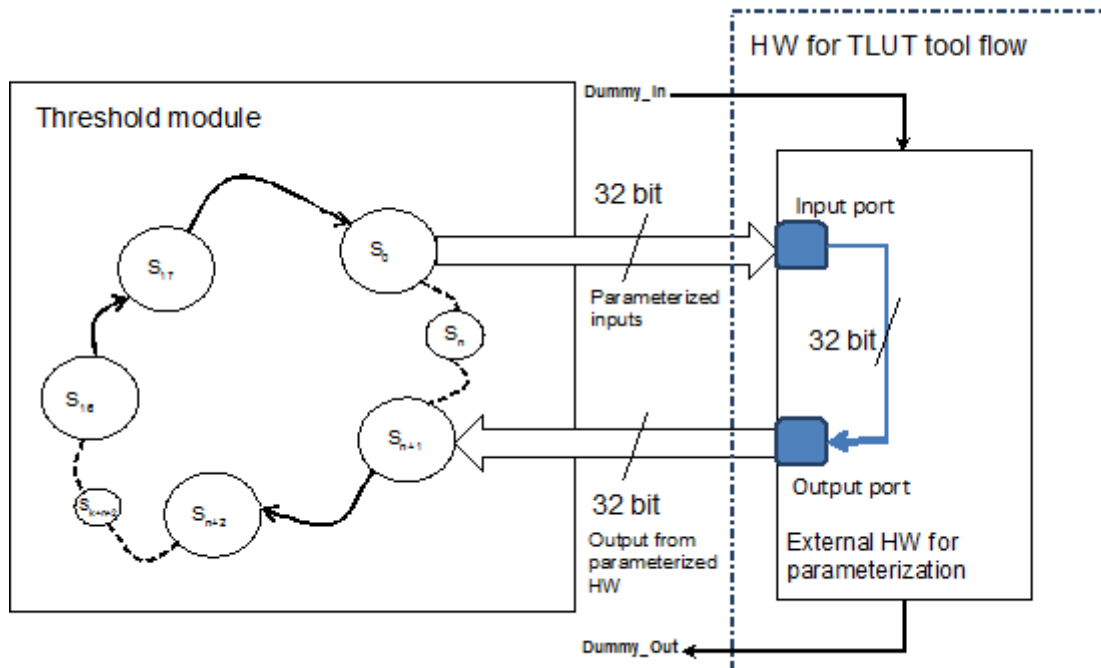 HW for TLUT tool flow
Threshold module
Dummy_In
32 bit
Input port
S17
S0
Parameterized
inputs
Sn
32 bit
S16
Sn+1
Output port
32 bit
Sn+2
Output from
parameterized
HW
External HW for
parameterization
Dummy_Out